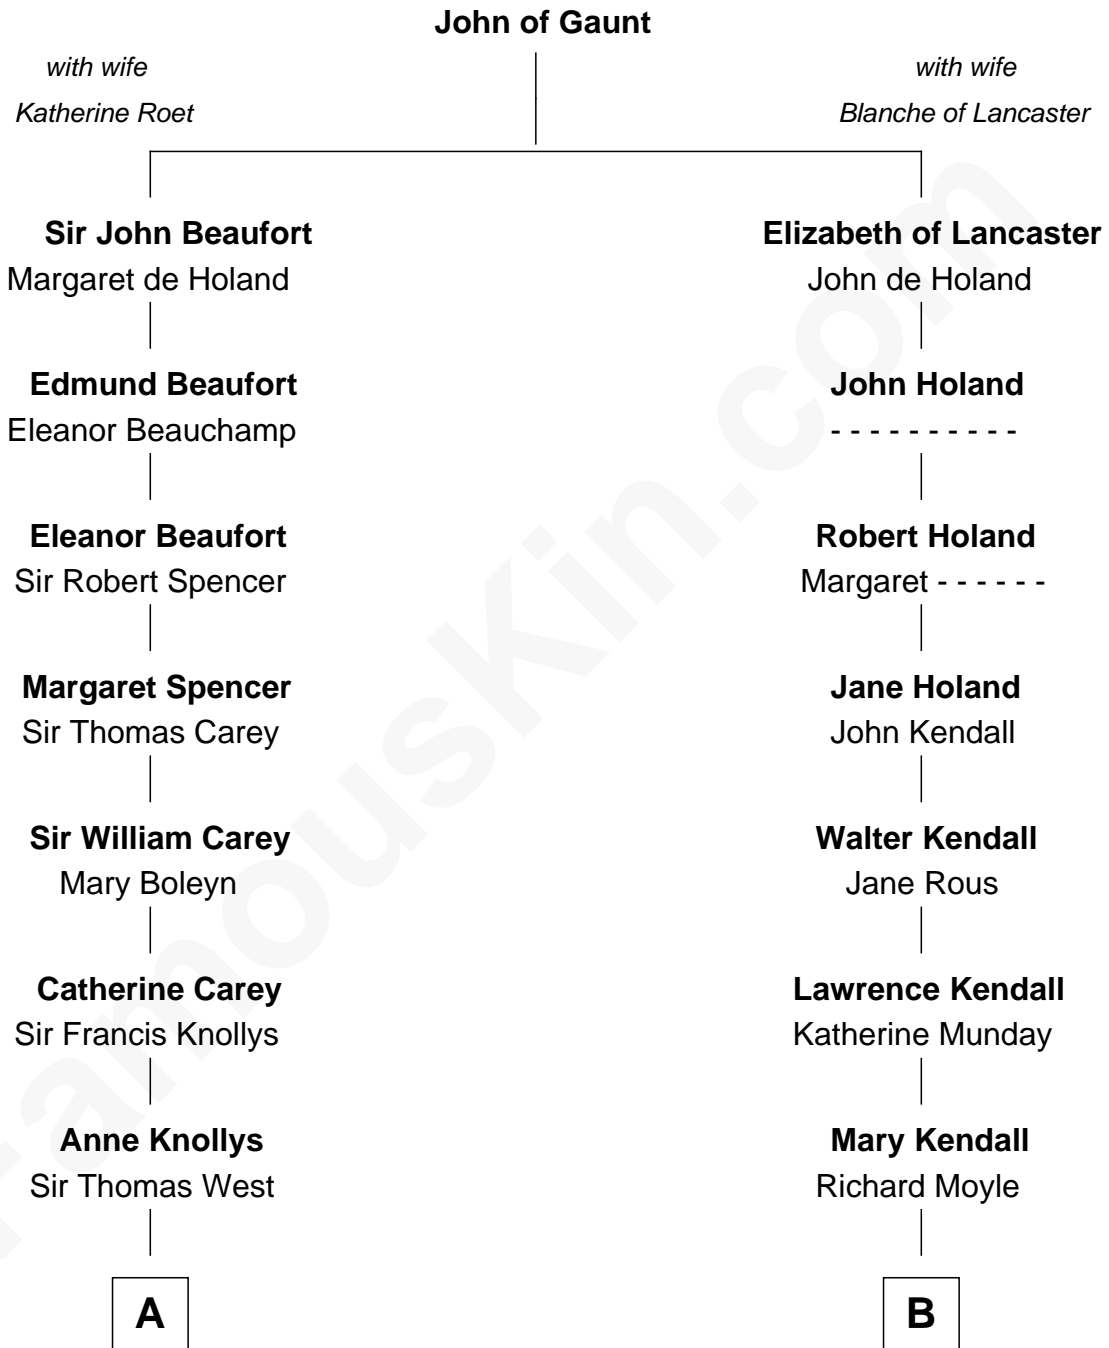 John of Gaunt
with wife
Katherine Roet
with wife
Blanche of Lancaster
Sir John Beaufort
Margaret de Holand
Elizabeth of Lancaster
John de Holand
Edmund Beaufort
Eleanor Beauchamp
John Holand
- - - - - - - - - -
Eleanor Beaufort
Sir Robert Spencer
Robert Holand
Margaret - - - - - -
Margaret Spencer
Sir Thomas Carey
Jane Holand
John Kendall
Sir William Carey
Mary Boleyn
Walter Kendall
Jane Rous
Catherine Carey
Sir Francis Knollys
Lawrence Kendall
Katherine Munday
Anne Knollys
Sir Thomas West
Mary Kendall
Richard Moyle
A
B
FamousKin.com